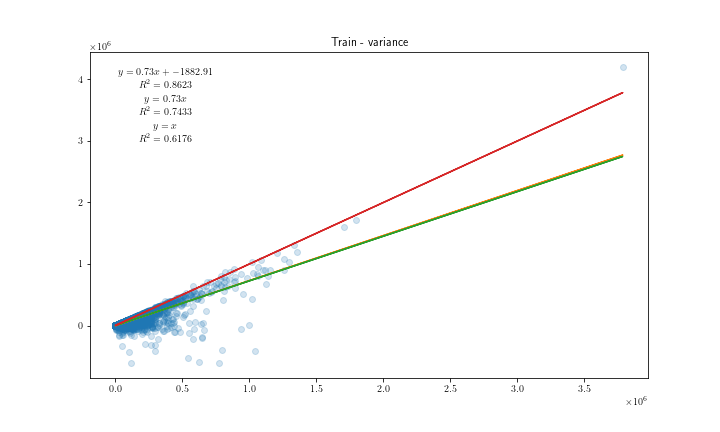 Train - variance
×10⁶
y = 0.73x + −1882.91
R² = 0.8623
y = 0.73x
R² = 0.7433
y = x
R² = 0.6176
4
3
2
1
0
0.0 0.5 1.0 1.5 2.0 2.5 3.0 3.5
×10⁶